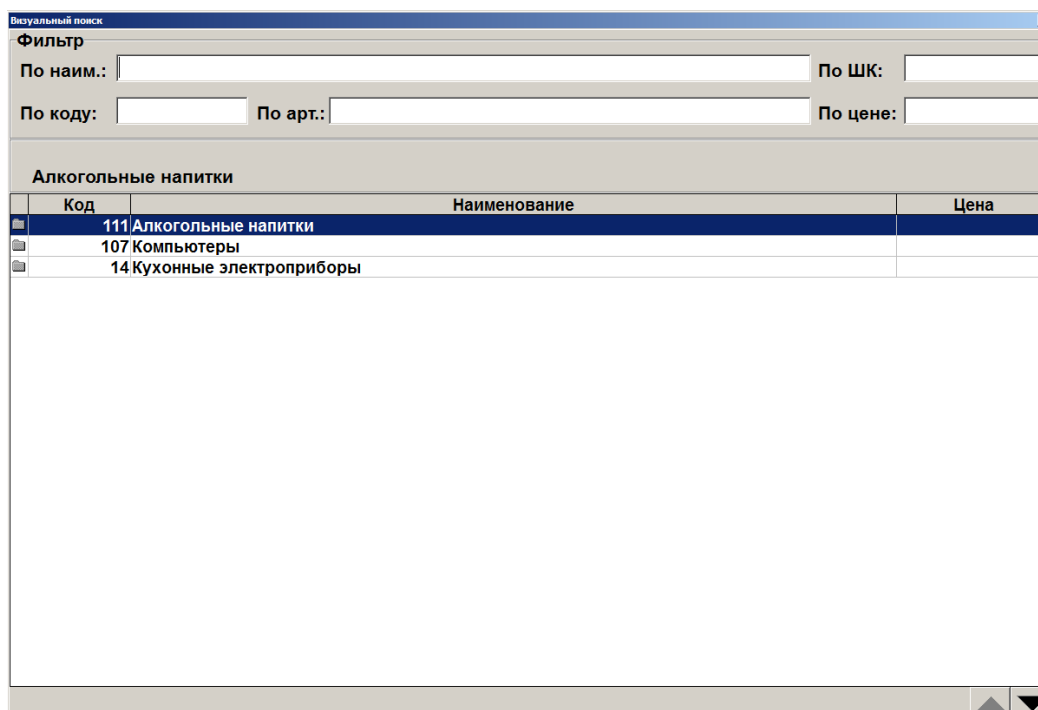 Визуальный поиск
Фильтр
По наим.: По ШК:
По коду: По арт.: По цене:
Алкогольные напитки
Код Наименование Цена
111 Алкогольные напитки
107 Компьютеры
14 Кухонные электроприборы